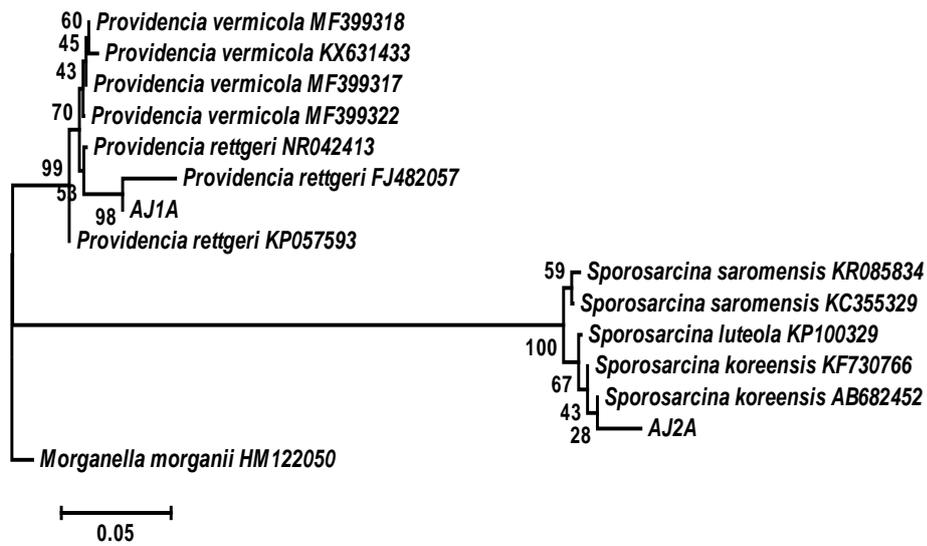 60
Providencia vermicola MF399318
45
Providencia vermicola KX631433
43
Providencia vermicola MF399317
70
Providencia vermicola MF399322
Providencia rettgeri NR042413
99
Providencia rettgeri FJ482057
53
98
AJ1A
Providencia rettgeri KP057593
59
Sporosarcina saromensis KR085834
Sporosarcina saromensis KC355329
100
Sporosarcina luteola KP100329
Sporosarcina koreensis KF730766
67
Sporosarcina koreensis AB682452
43
28
AJ2A
Morganella morganii HM122050
0.05